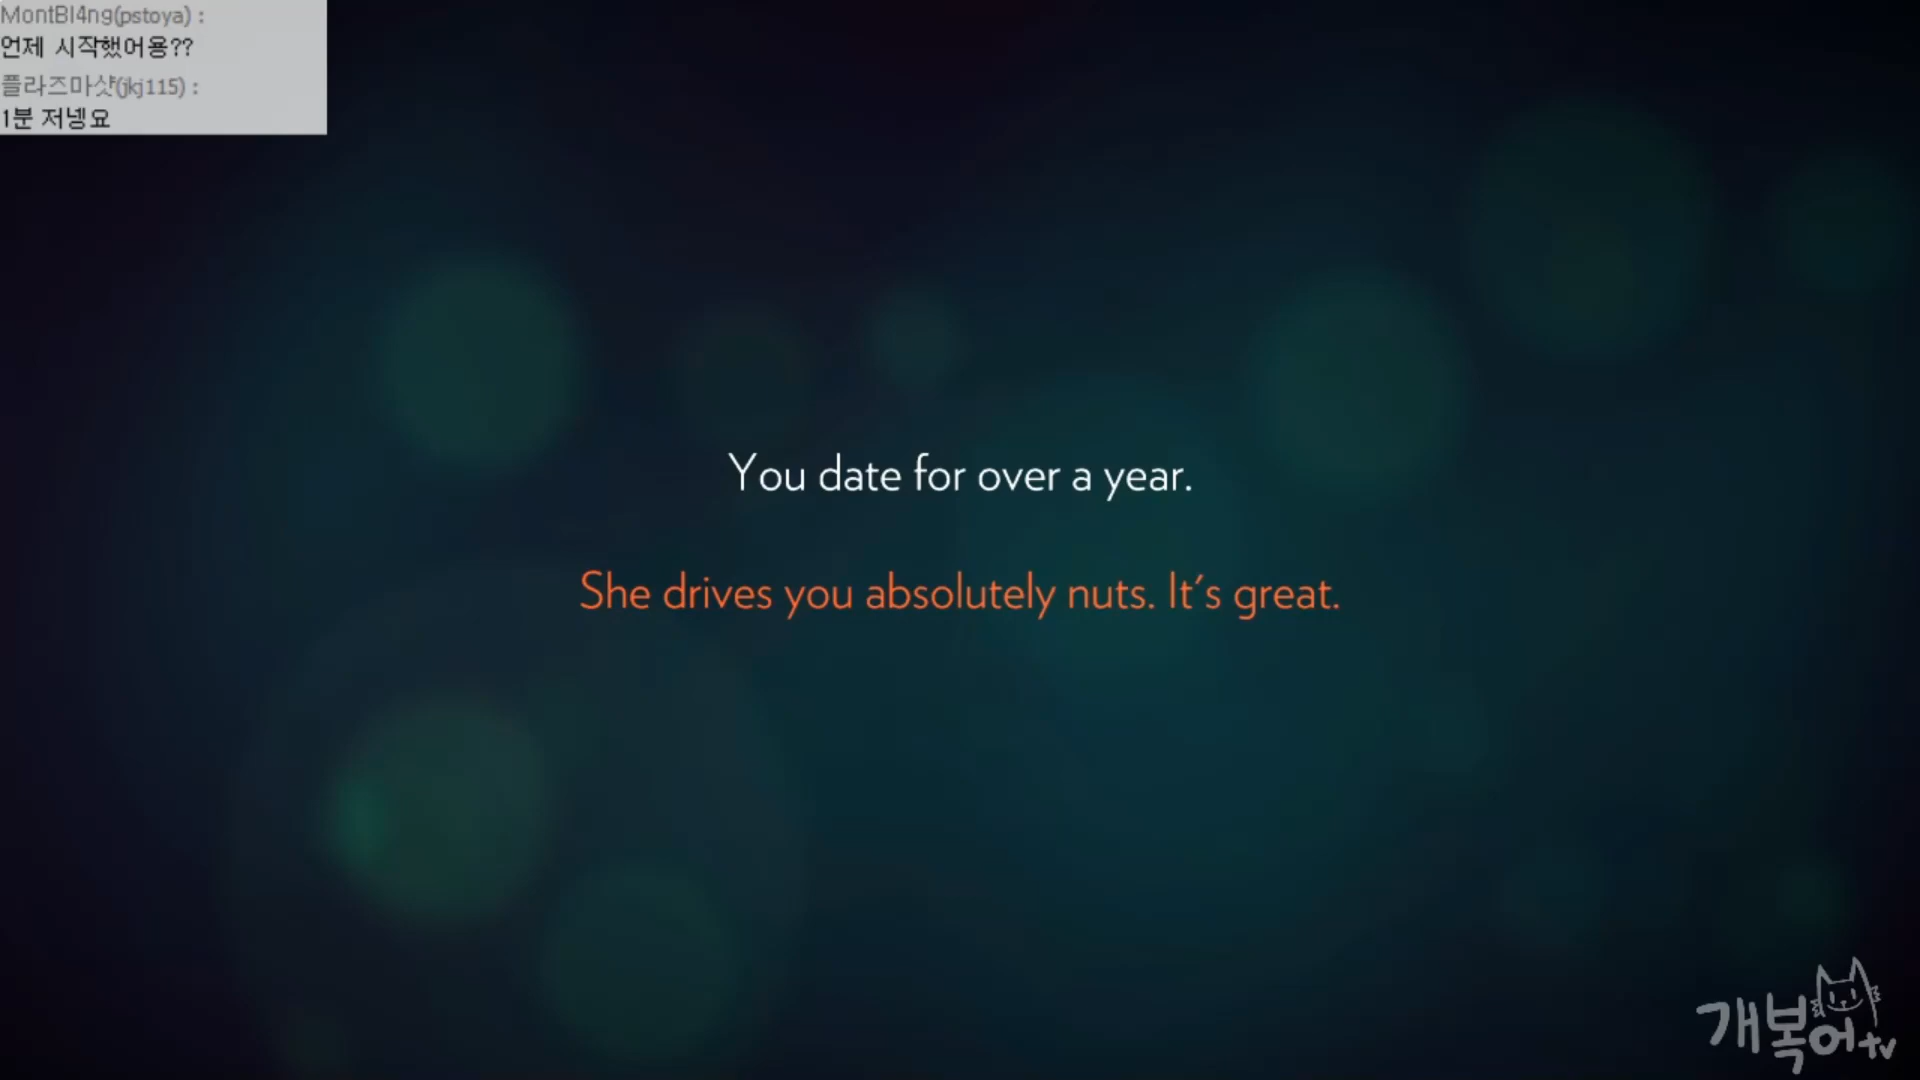 MontBl4ng(pstoya) :
언제 시작했어용??
플라즈마샷(jkj115) :
1분 저넹요
You date for over a year.
She drives you absolutely nuts. It's great.
개복어tv